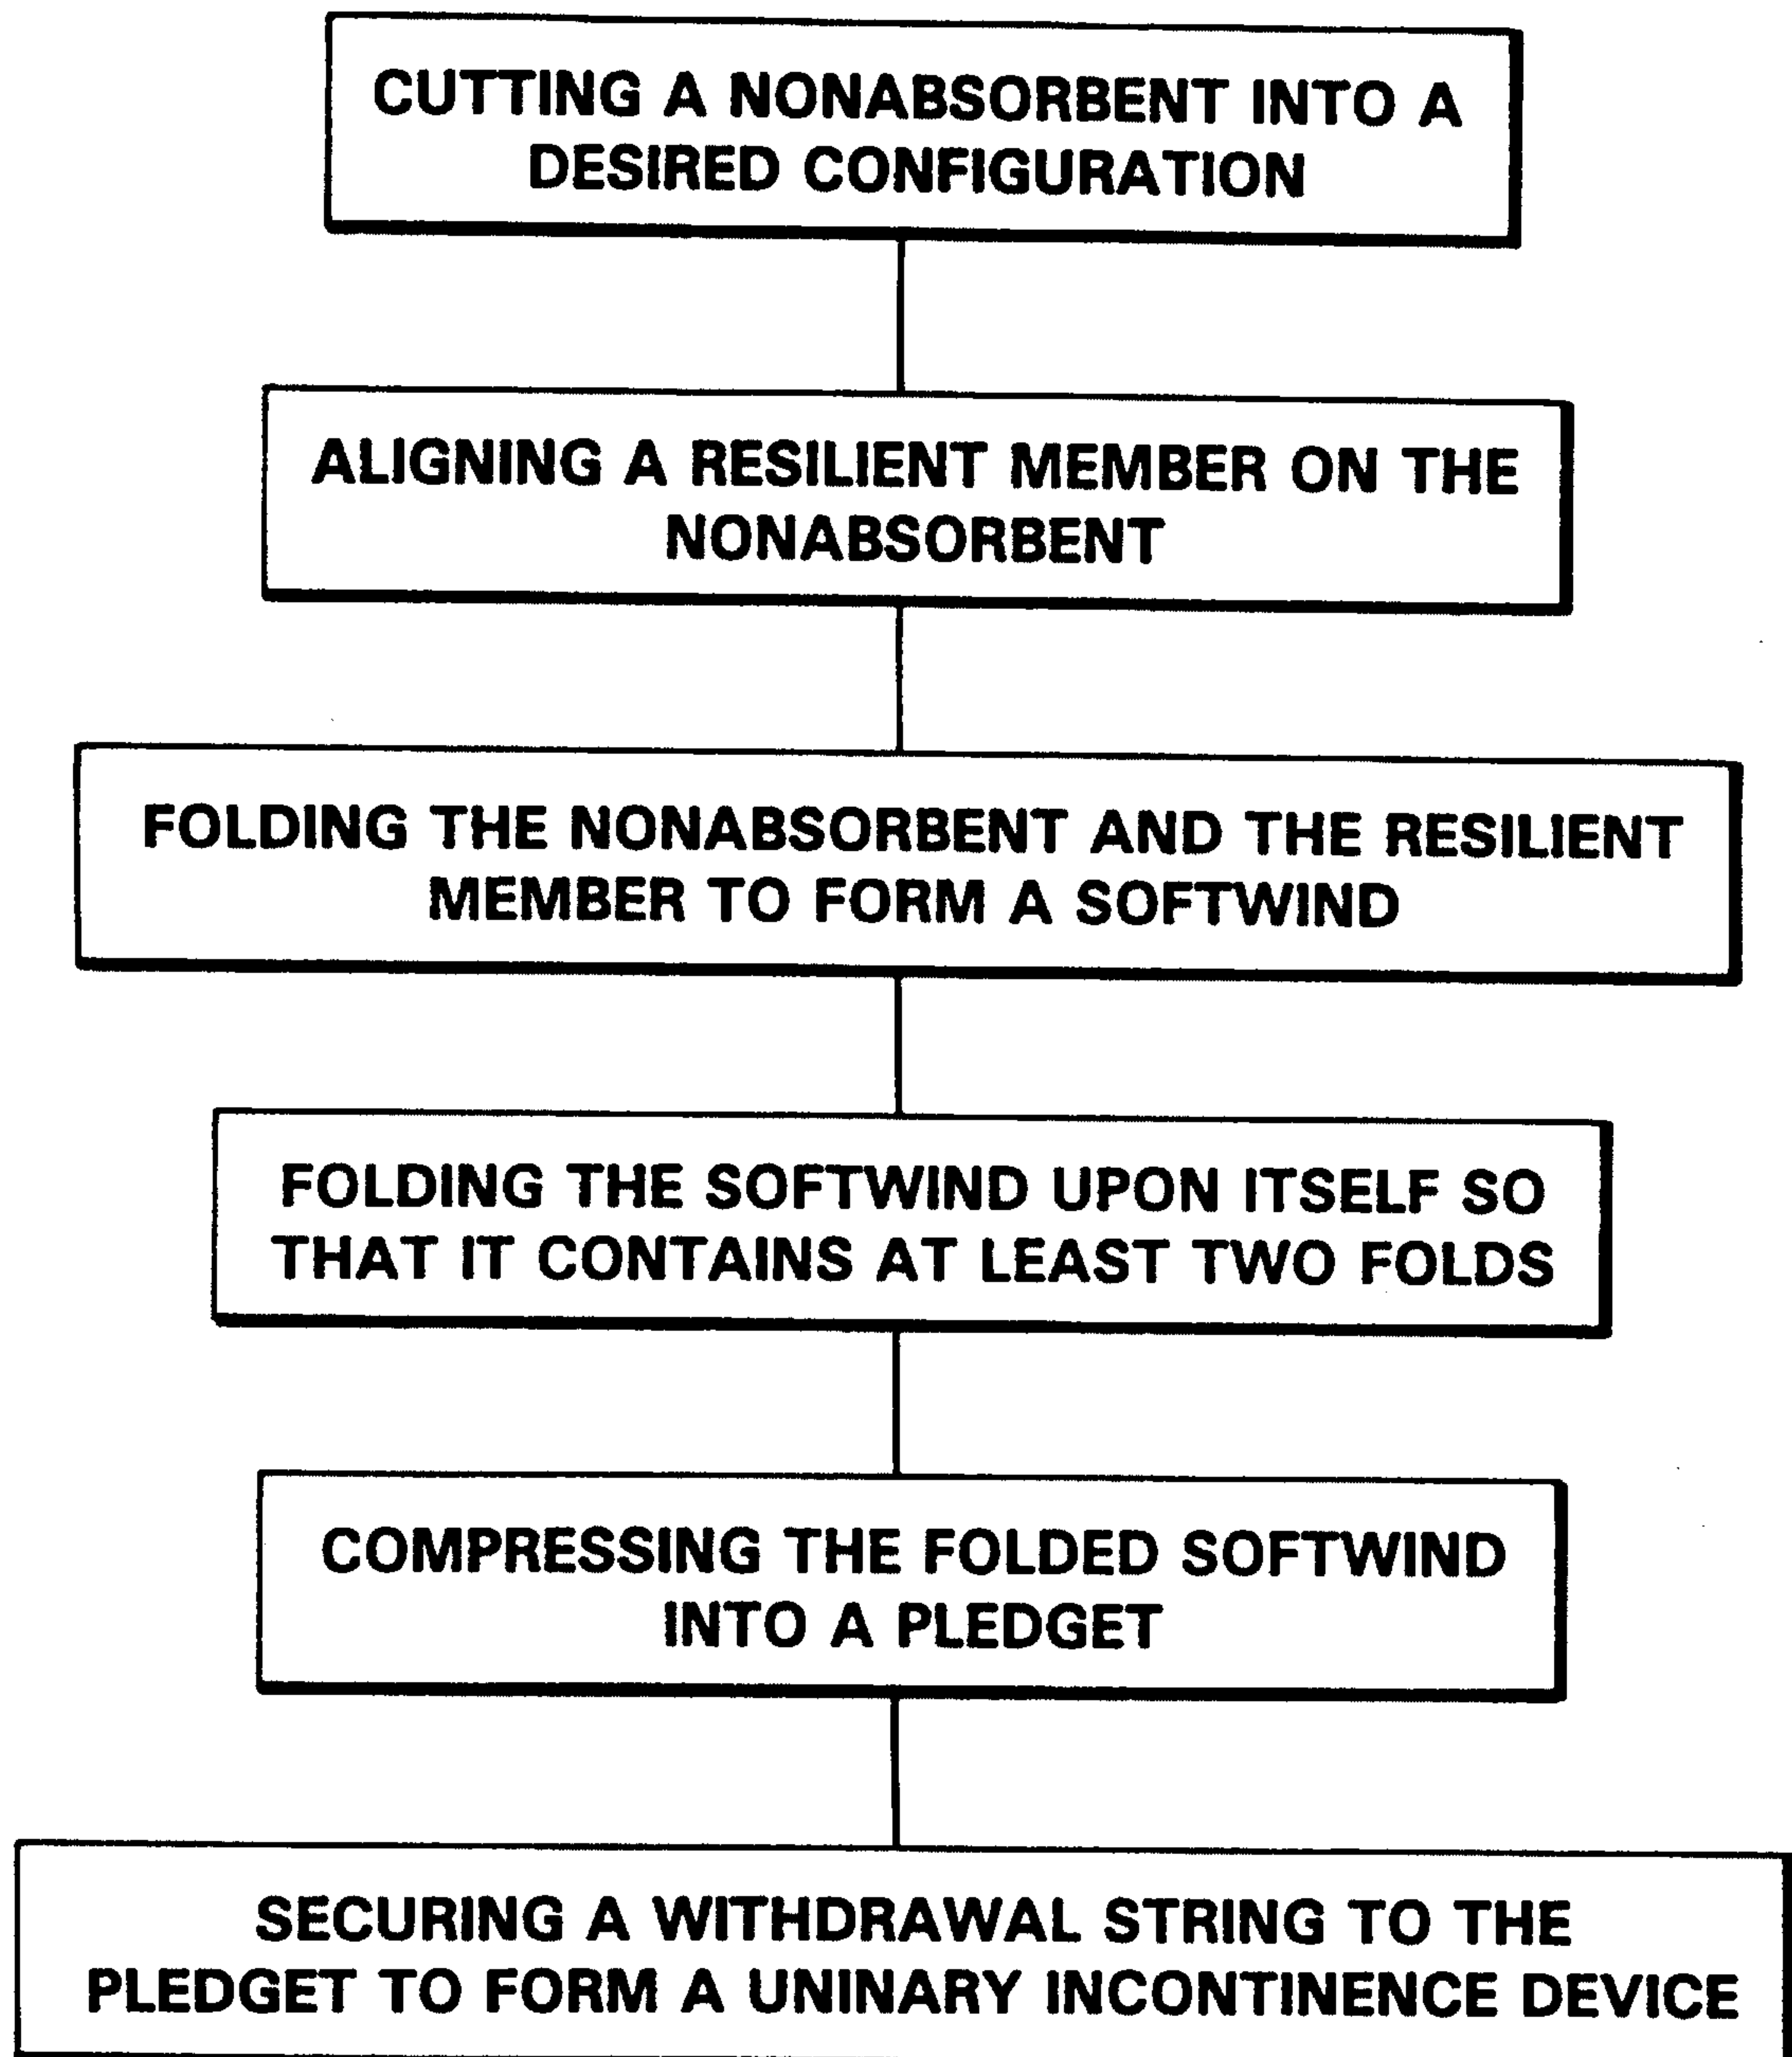 CUTTING A NONABSORBENT INTO A
DESIRED CONFIGURATION
ALIGNING A RESILIENT MEMBER ON THE
NONABSORBENT
FOLDING THE NONABSORBENT AND THE RESILIENT
MEMBER TO FORM A SOFTWIND
FOLDING THE SOFTWIND UPON ITSELF SO
THAT IT CONTAINS AT LEAST TWO FOLDS
COMPRESSING THE FOLDED SOFTWIND
INTO A PLEDGET
SECURING A WITHDRAWAL STRING TO THE
PLEDGET TO FORM A UNINARY INCONTINENCE DEVICE